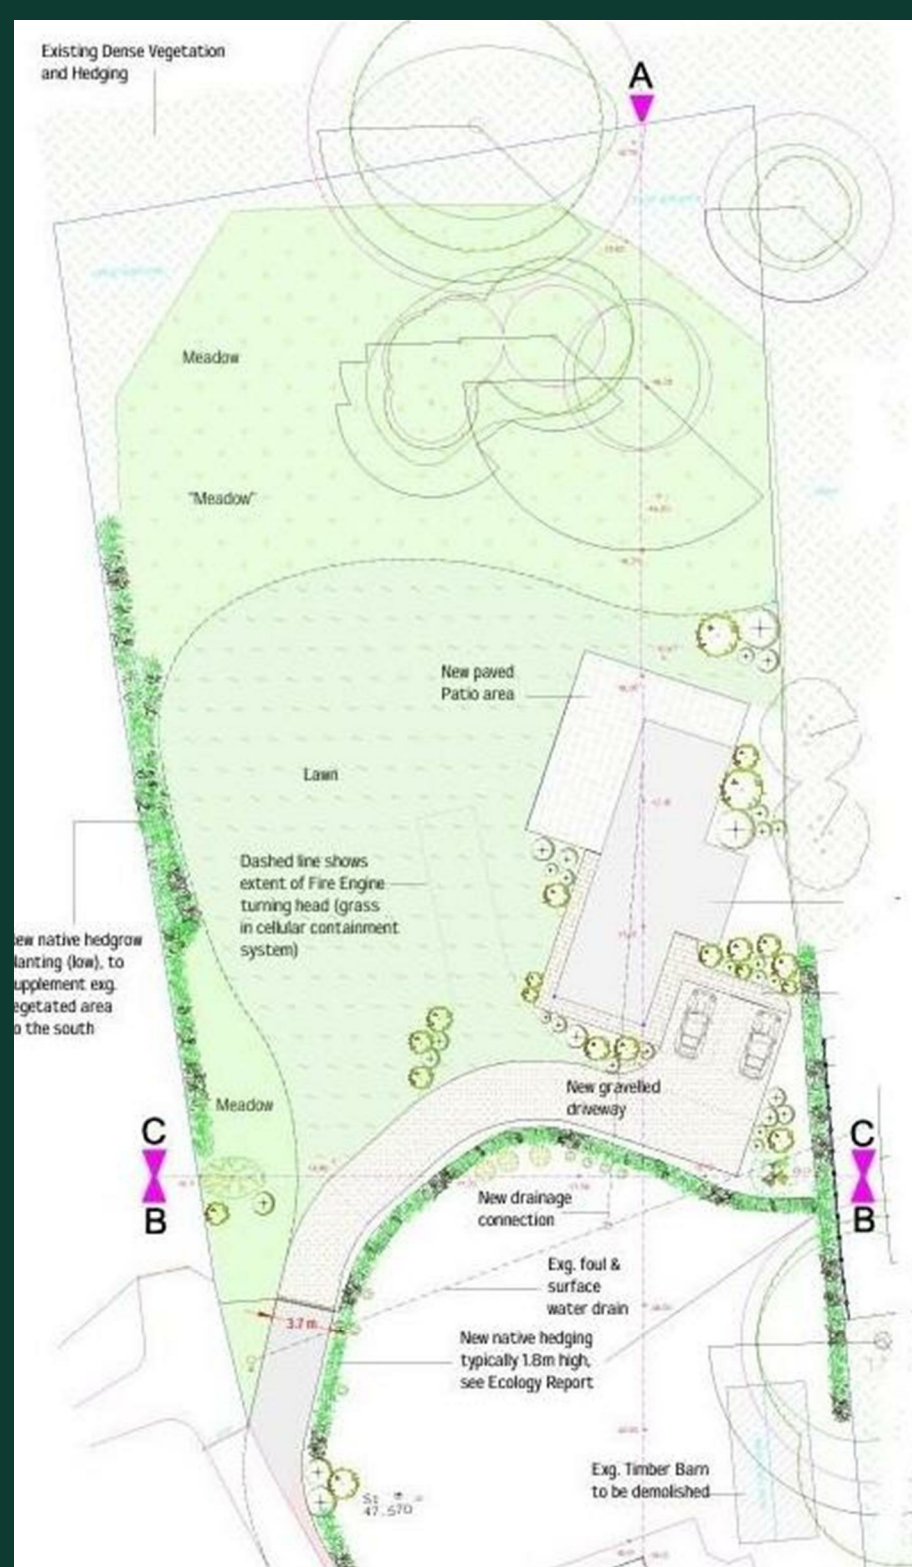 Existing Dense Vegetation
and Hedging
A
Meadow
"Meadow"
New paved
Patio area
Lawn
Dashed line shows
extent of Fire Engine
turning head (grass
in cellular containment
system)
ew native hedgrow
lanting (low), to
upplement exg.
egetated area
o the south
New gravelled
driveway
Meadow
C
C
B
B
New drainage
connection
Exg. foul &
surface
water drain
3.7 m
New native hedging
typically 1.8m high,
see Ecology Report
Exg. Timber Barn
to be demolished
47.570